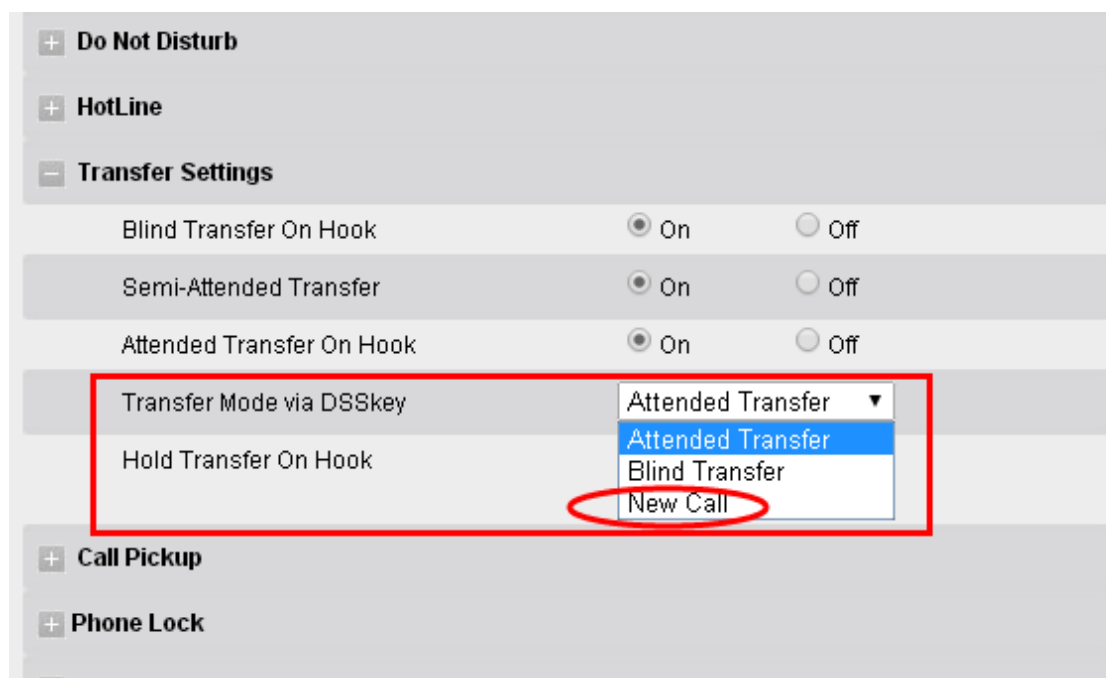 Do Not Disturb
HotLine
Transfer Settings
Blind Transfer On Hook On Off
Semi-Attended Transfer On Off
Attended Transfer On Hook On Off
Transfer Mode via DSSkey Attended Transfer
Attended Transfer
Hold Transfer On Hook Blind Transfer
New Call
Call Pickup
Phone Lock